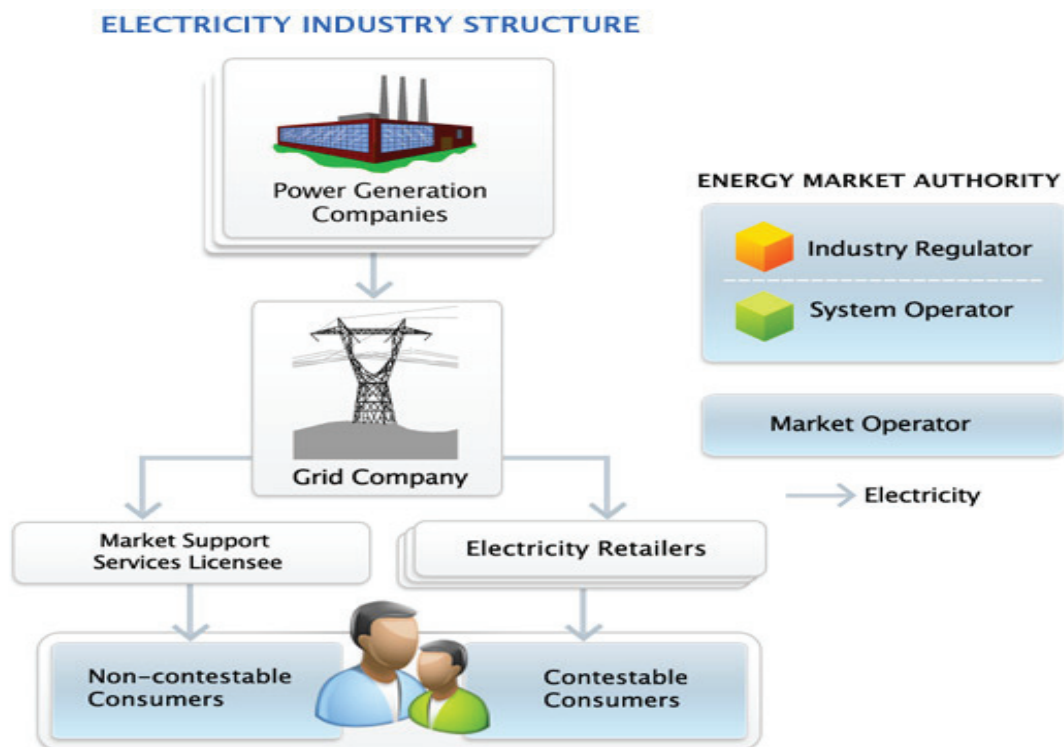 ELECTRICITY INDUSTRY STRUCTURE
Power Generation
Companies
Grid Company
Market Support
Services Licensee
Electricity Retailers
Non-contestable
Consumers
Contestable
Consumers
ENERGY MARKET AUTHORITY
Industry Regulator
System Operator
Market Operator
Electricity